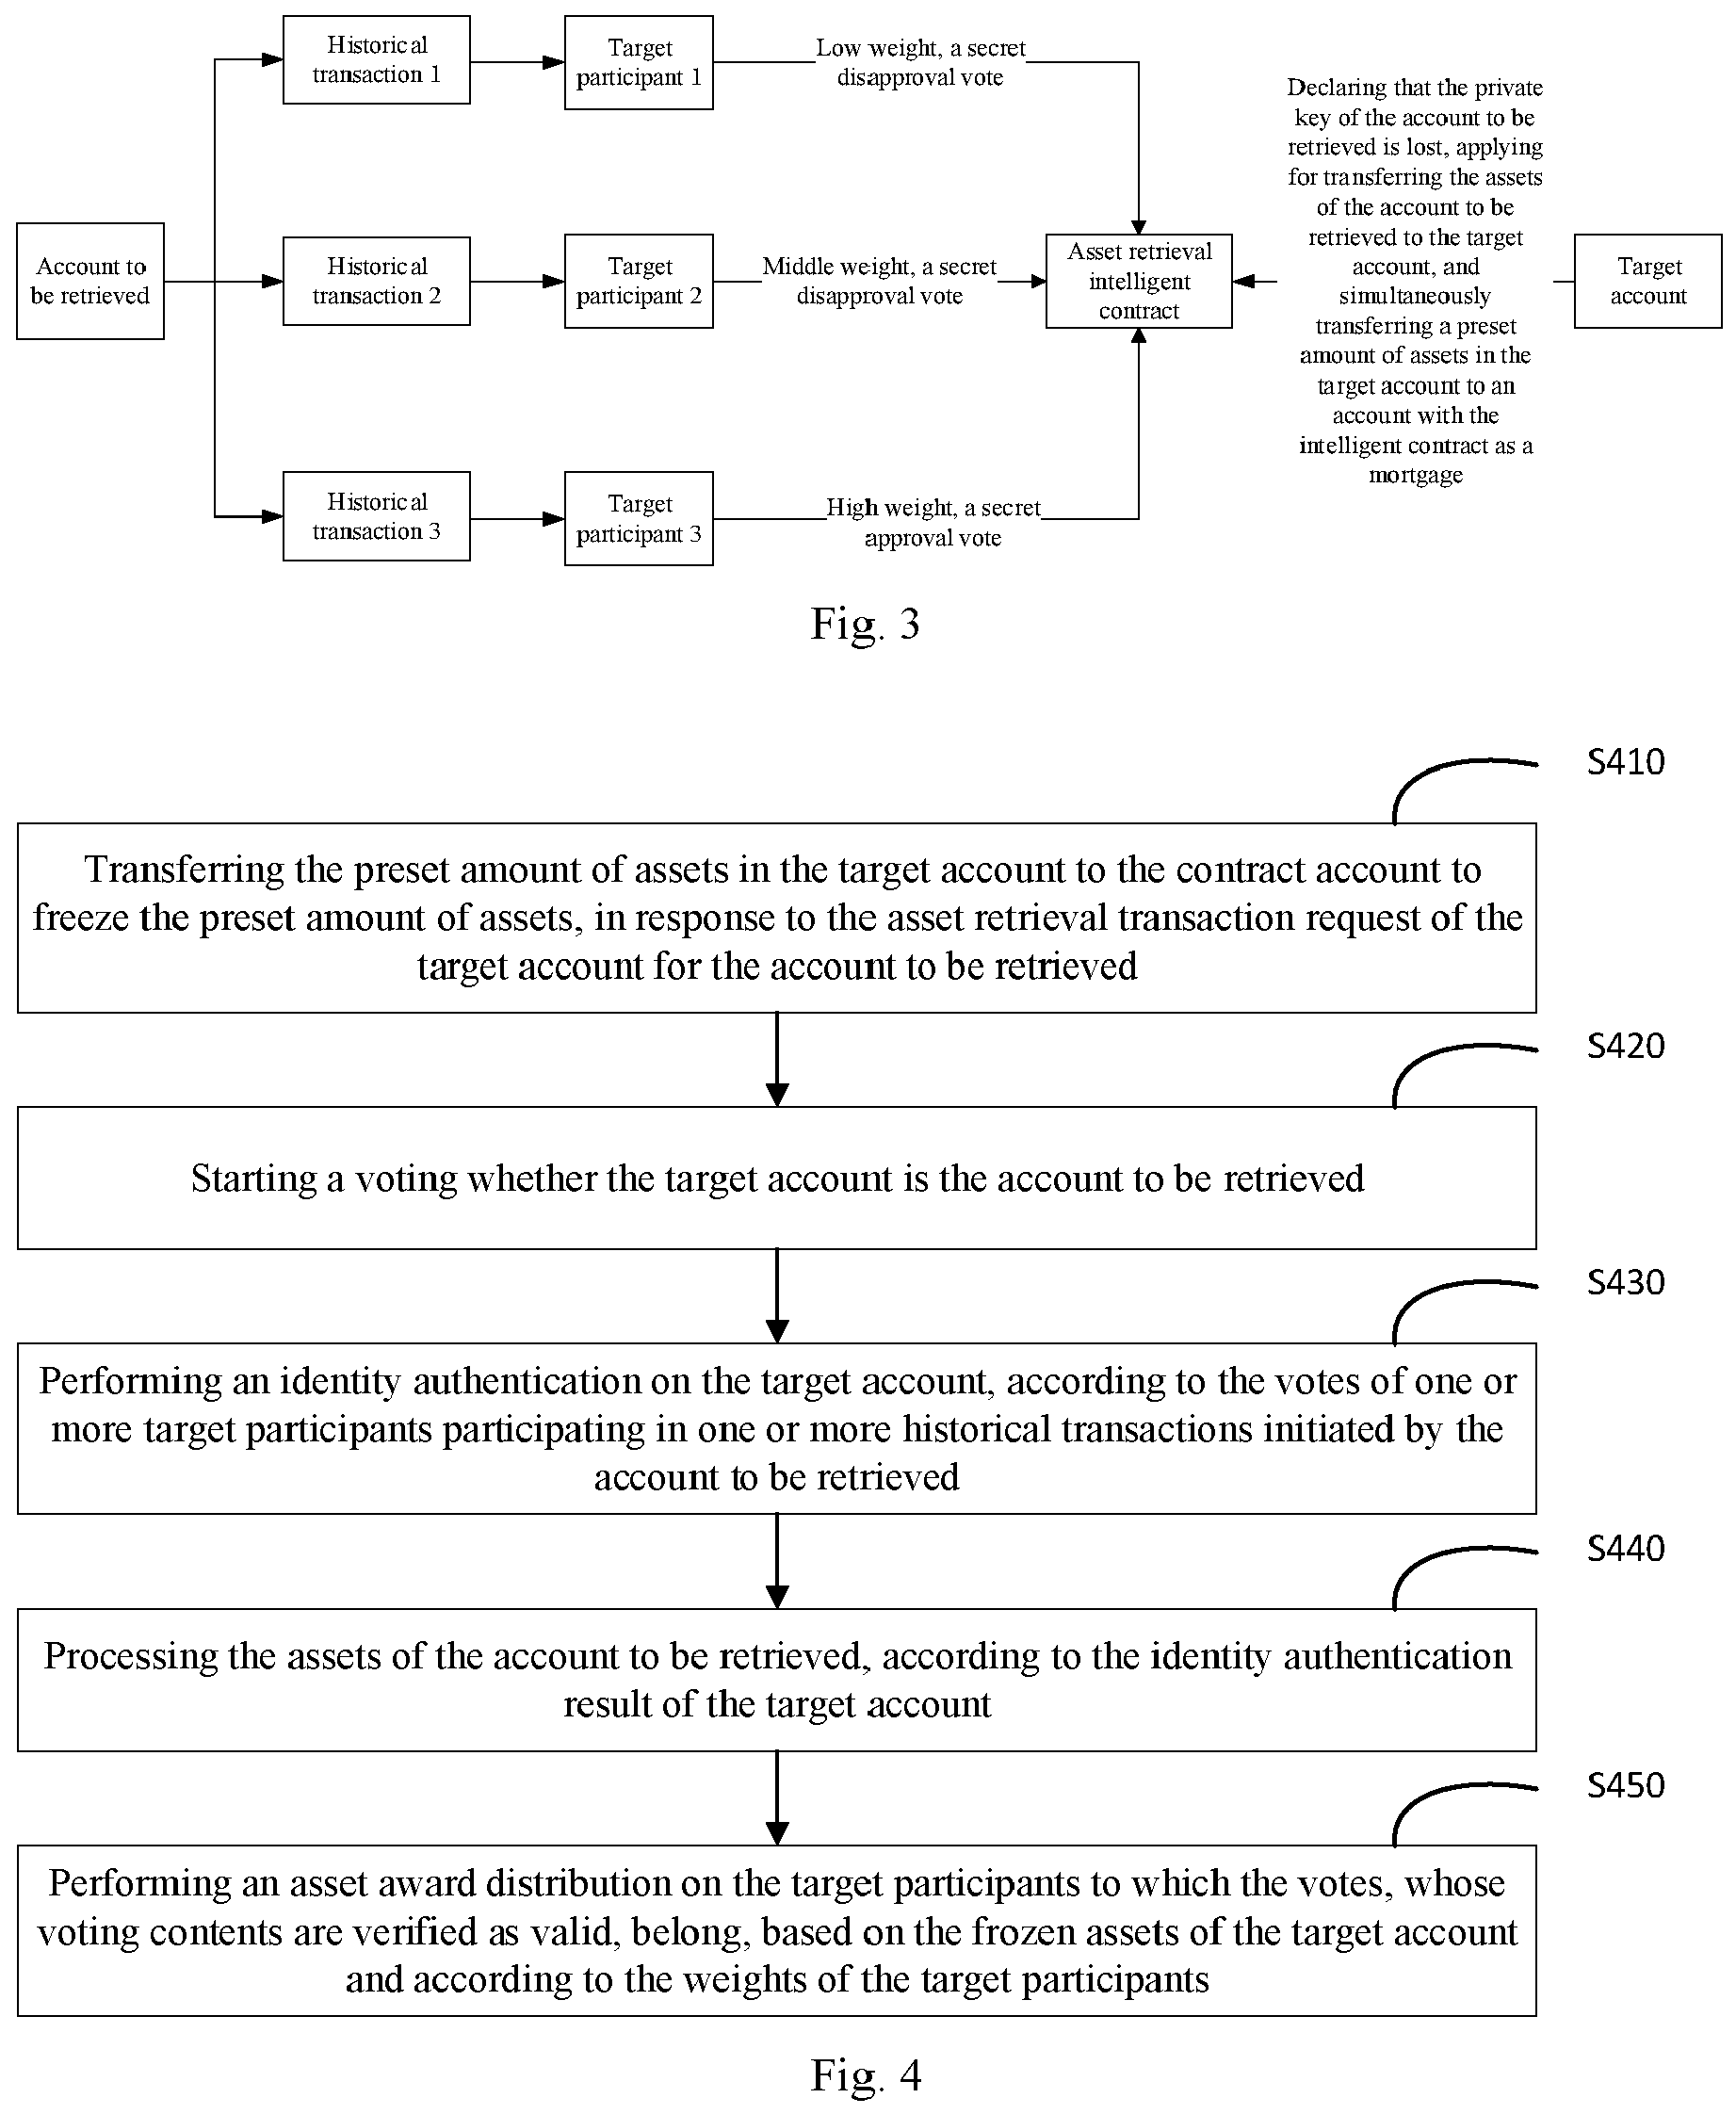 Historical
transaction 1
Target
participant 1
Low weight, a secret
disapproval vote
Declaring that the private
key of the account to be
retrieved is lost, applying
for transferring the assets
of the account to be
retrieved to the target
account, and
simultaneously
transferring a preset
amount of assets in the
target account to an
account with the
intelligent contract as a
mortgage
Account to
be retrieved
Historical
transaction 2
Target
participant 2
Middle weight, a secret
disapproval vote
Asset retrieval
intelligent
contract
Target
account
Historical
transaction 3
Target
participant 3
High weight, a secret
approval vote
Fig. 3
S410
Transferring the preset amount of assets in the target account to the contract account to
freeze the preset amount of assets, in response to the asset retrieval transaction request of the
target account for the account to be retrieved
S420
Starting a voting whether the target account is the account to be retrieved
S430
Performing an identity authentication on the target account, according to the votes of one or
more target participants participating in one or more historical transactions initiated by the
account to be retrieved
S440
Processing the assets of the account to be retrieved, according to the identity authentication
result of the target account
S450
Performing an asset award distribution on the target participants to which the votes, whose
voting contents are verified as valid, belong, based on the frozen assets of the target account
and according to the weights of the target participants
Fig. 4